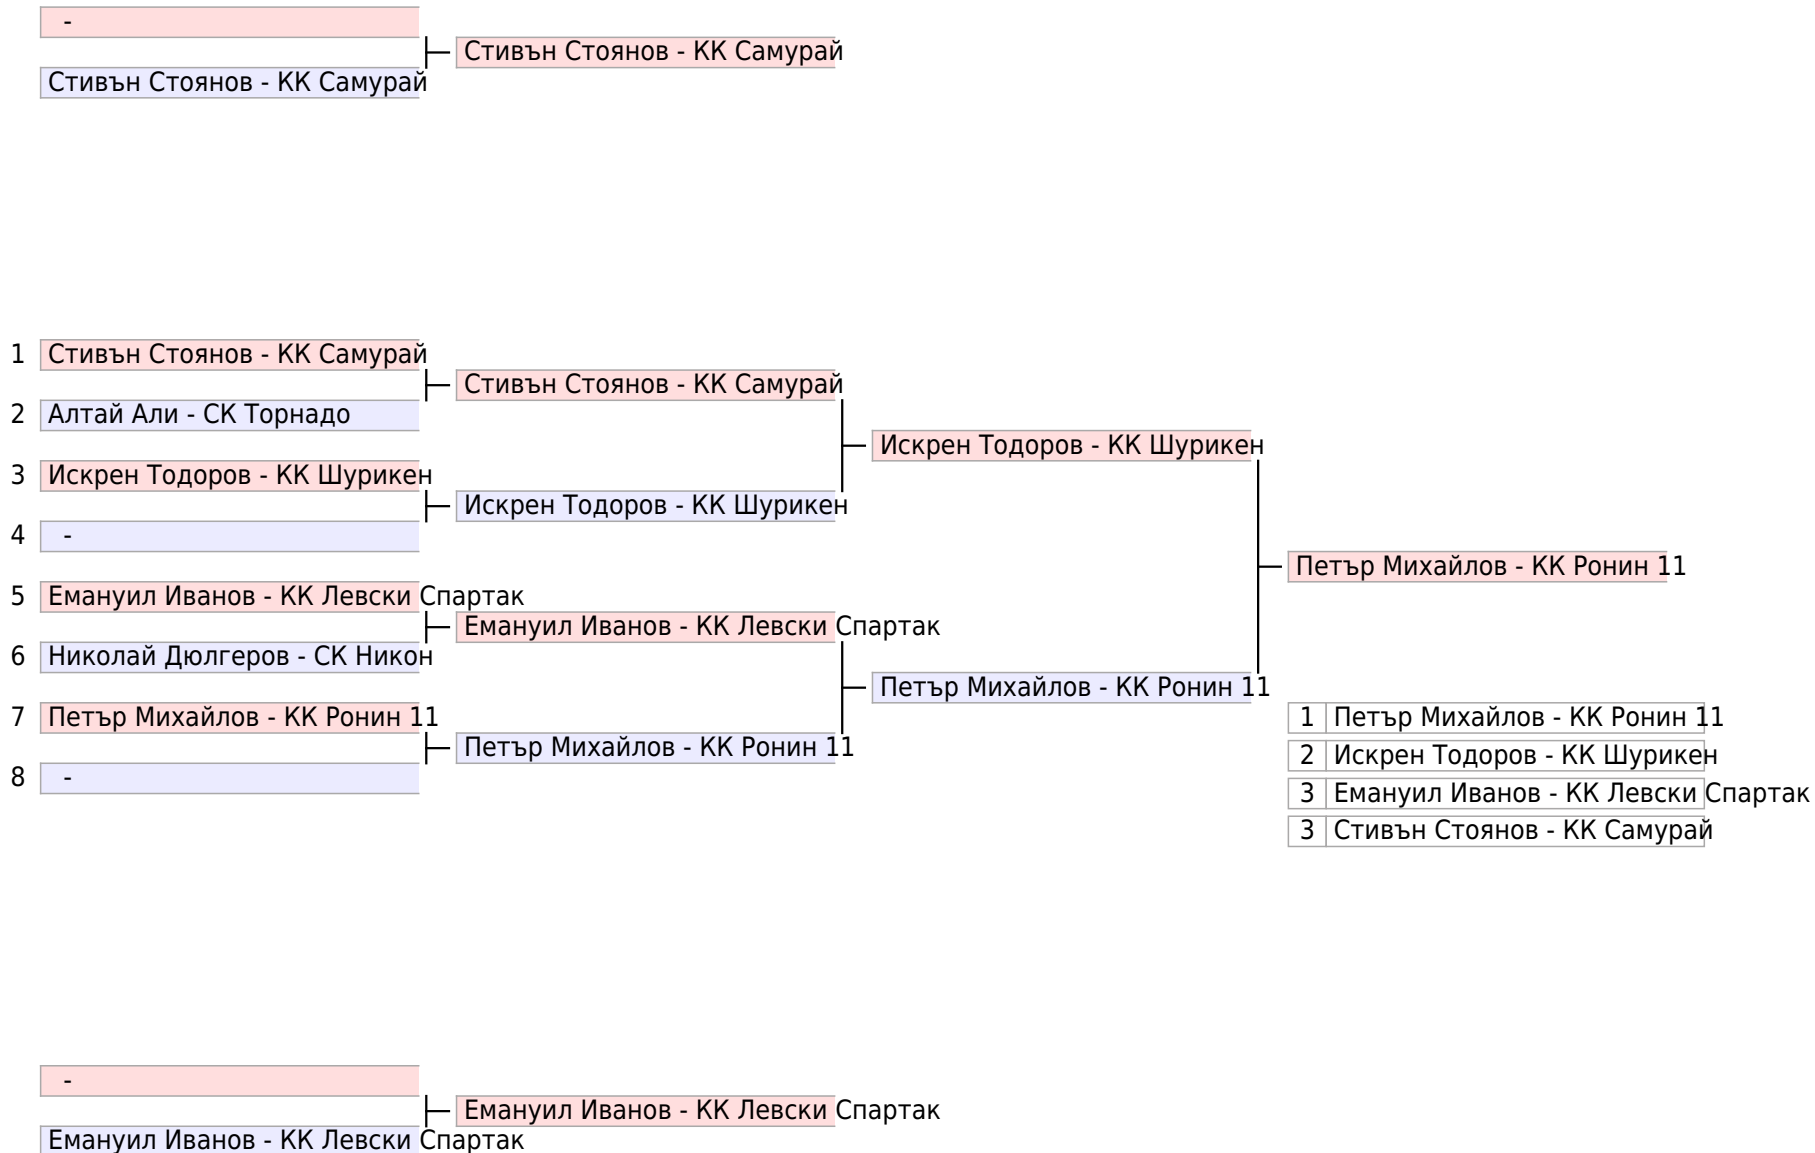 -
Стивън Стоянов - КК Самурай
Стивън Стоянов - КК Самурай
1 Стивън Стоянов - КК Самурай
Стивън Стоянов - КК Самурай
2 Алтай Али - СК Торнадо
Искрен Тодоров - КК Шурикен
3 Искрен Тодоров - КК Шурикен
Искрен Тодоров - КК Шурикен
4 -
Петър Михайлов - КК Ронин 11
5 Емануил Иванов - КК Левски Спартак
Емануил Иванов - КК Левски Спартак
6 Николай Дюлгеров - СК Никон
Петър Михайлов - КК Ронин 11
7 Петър Михайлов - КК Ронин 11
1 Петър Михайлов - КК Ронин 11
Петър Михайлов - КК Ронин 11
2 Искрен Тодоров - КК Шурикен
8 -
3 Емануил Иванов - КК Левски Спартак
3 Стивън Стоянов - КК Самурай
-
Емануил Иванов - КК Левски Спартак
Емануил Иванов - КК Левски Спартак